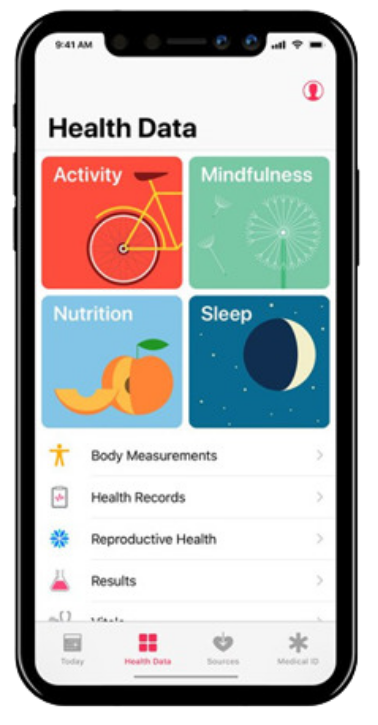 9:41 AM
Health Data
Activity
Mindfulness
Nutrition
Sleep
Body Measurements
Health Records
Reproductive Health
Results
Vitals
Today
Health Data
Sources
Medical ID